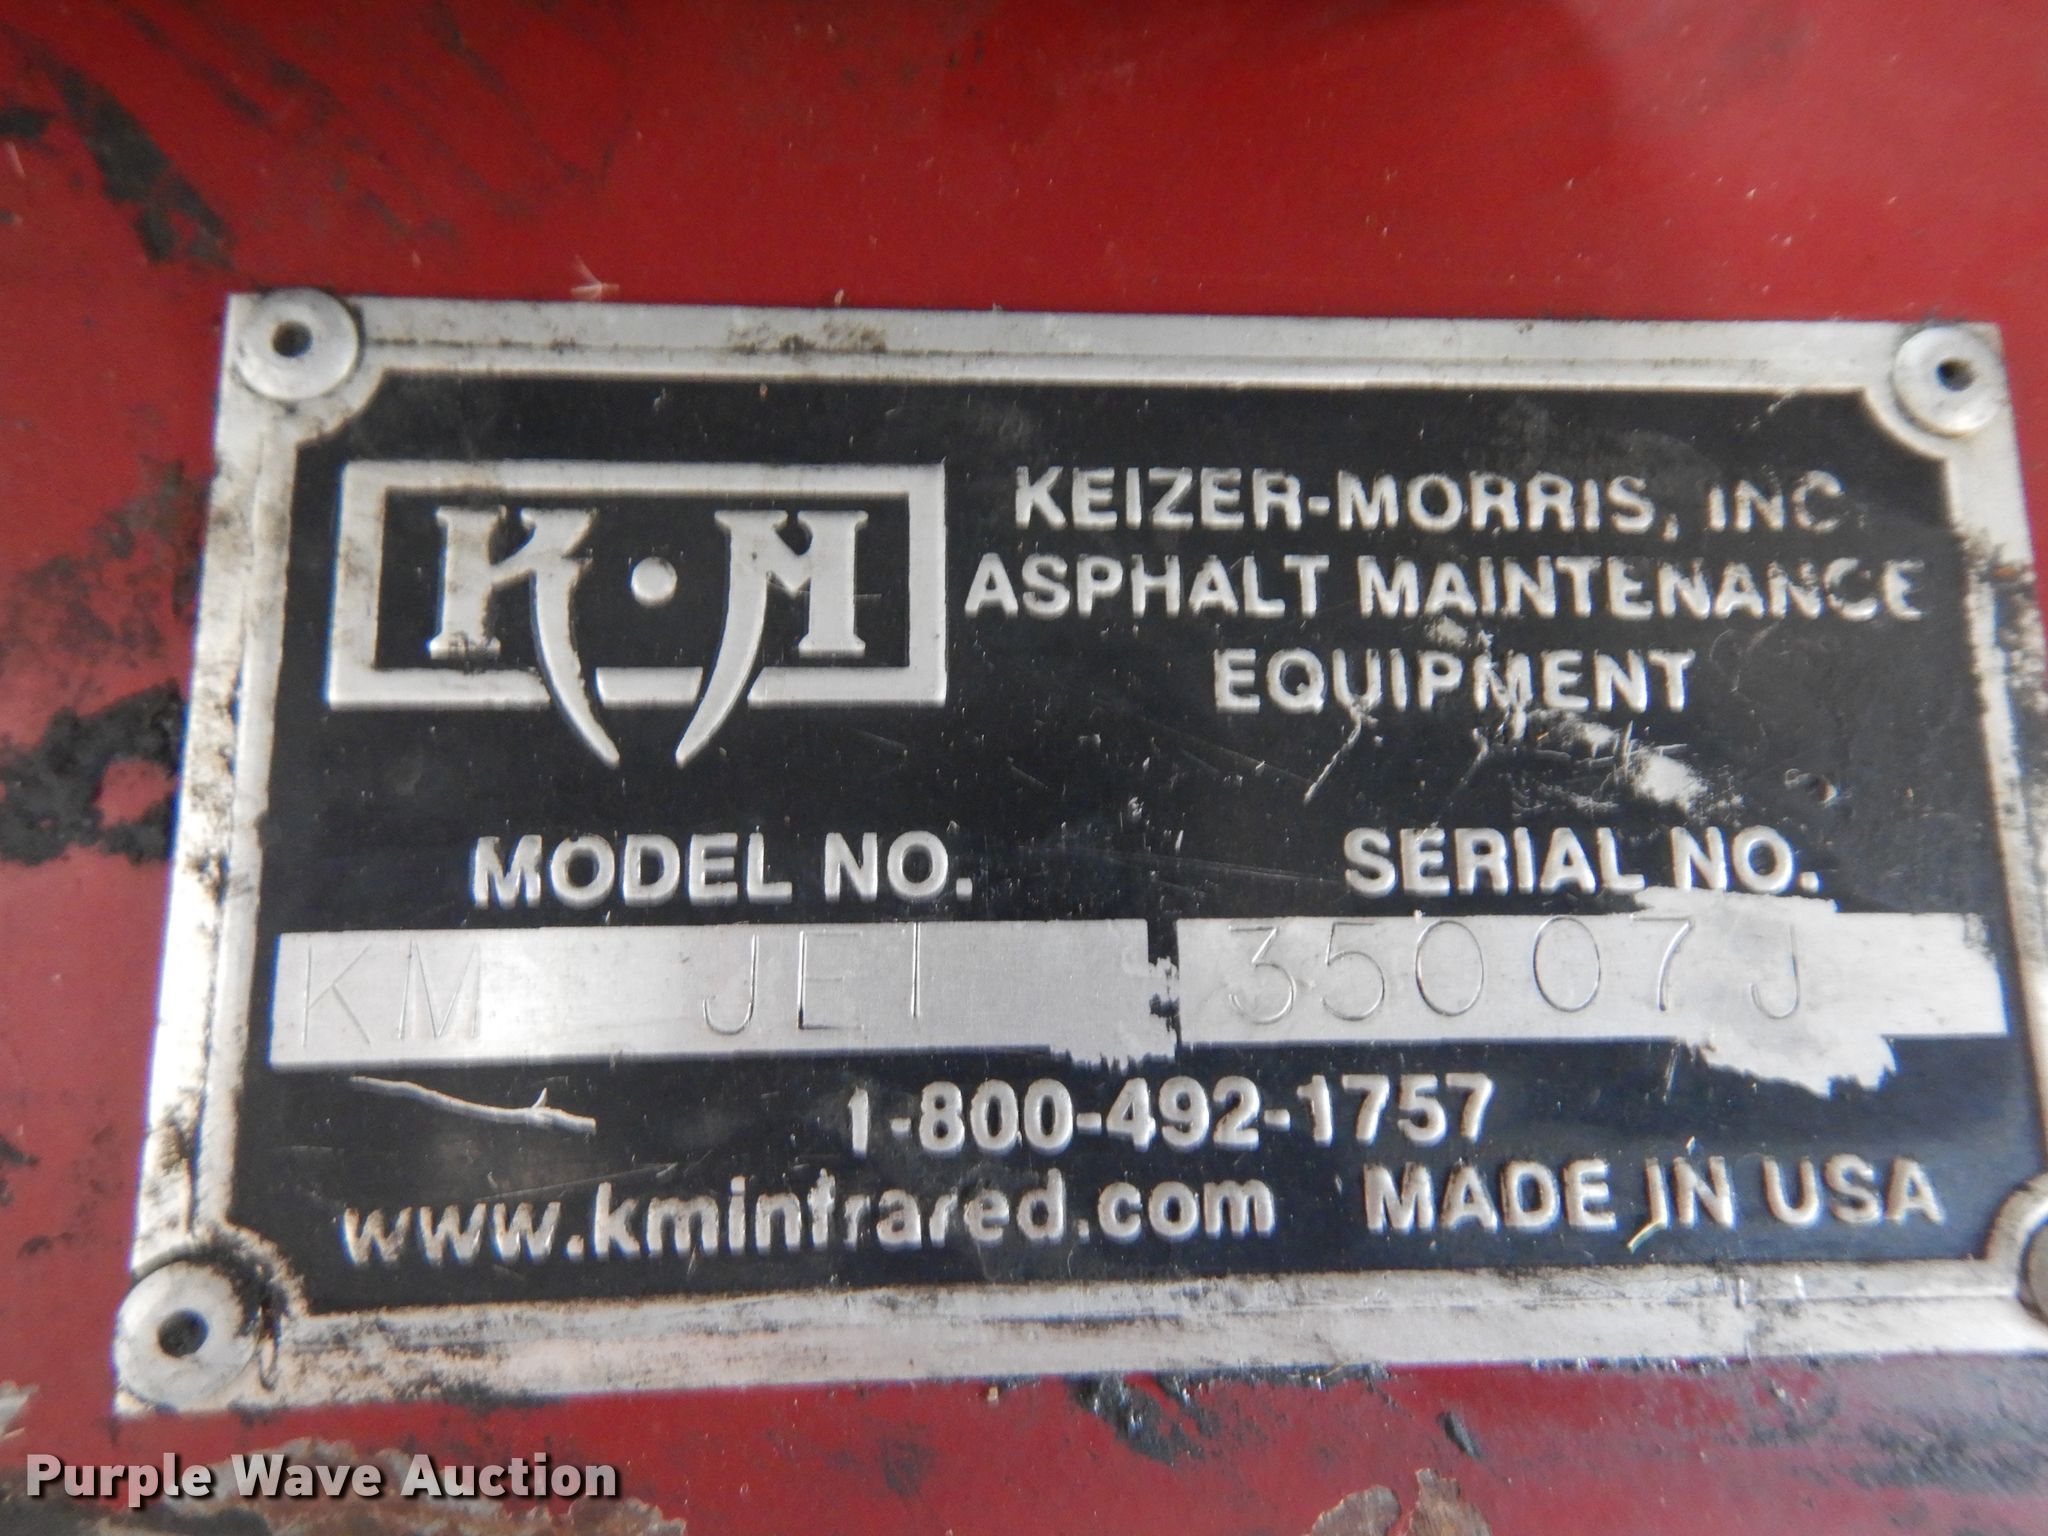 K·M
KEIZER-MORRIS, INC.
ASPHALT MAINTENANCE
EQUIPMENT
MODEL NO. SERIAL NO.
KM JET 35007J
1-800-492-1757
www.kminfrared.com MADE IN USA
Purple Wave Auction